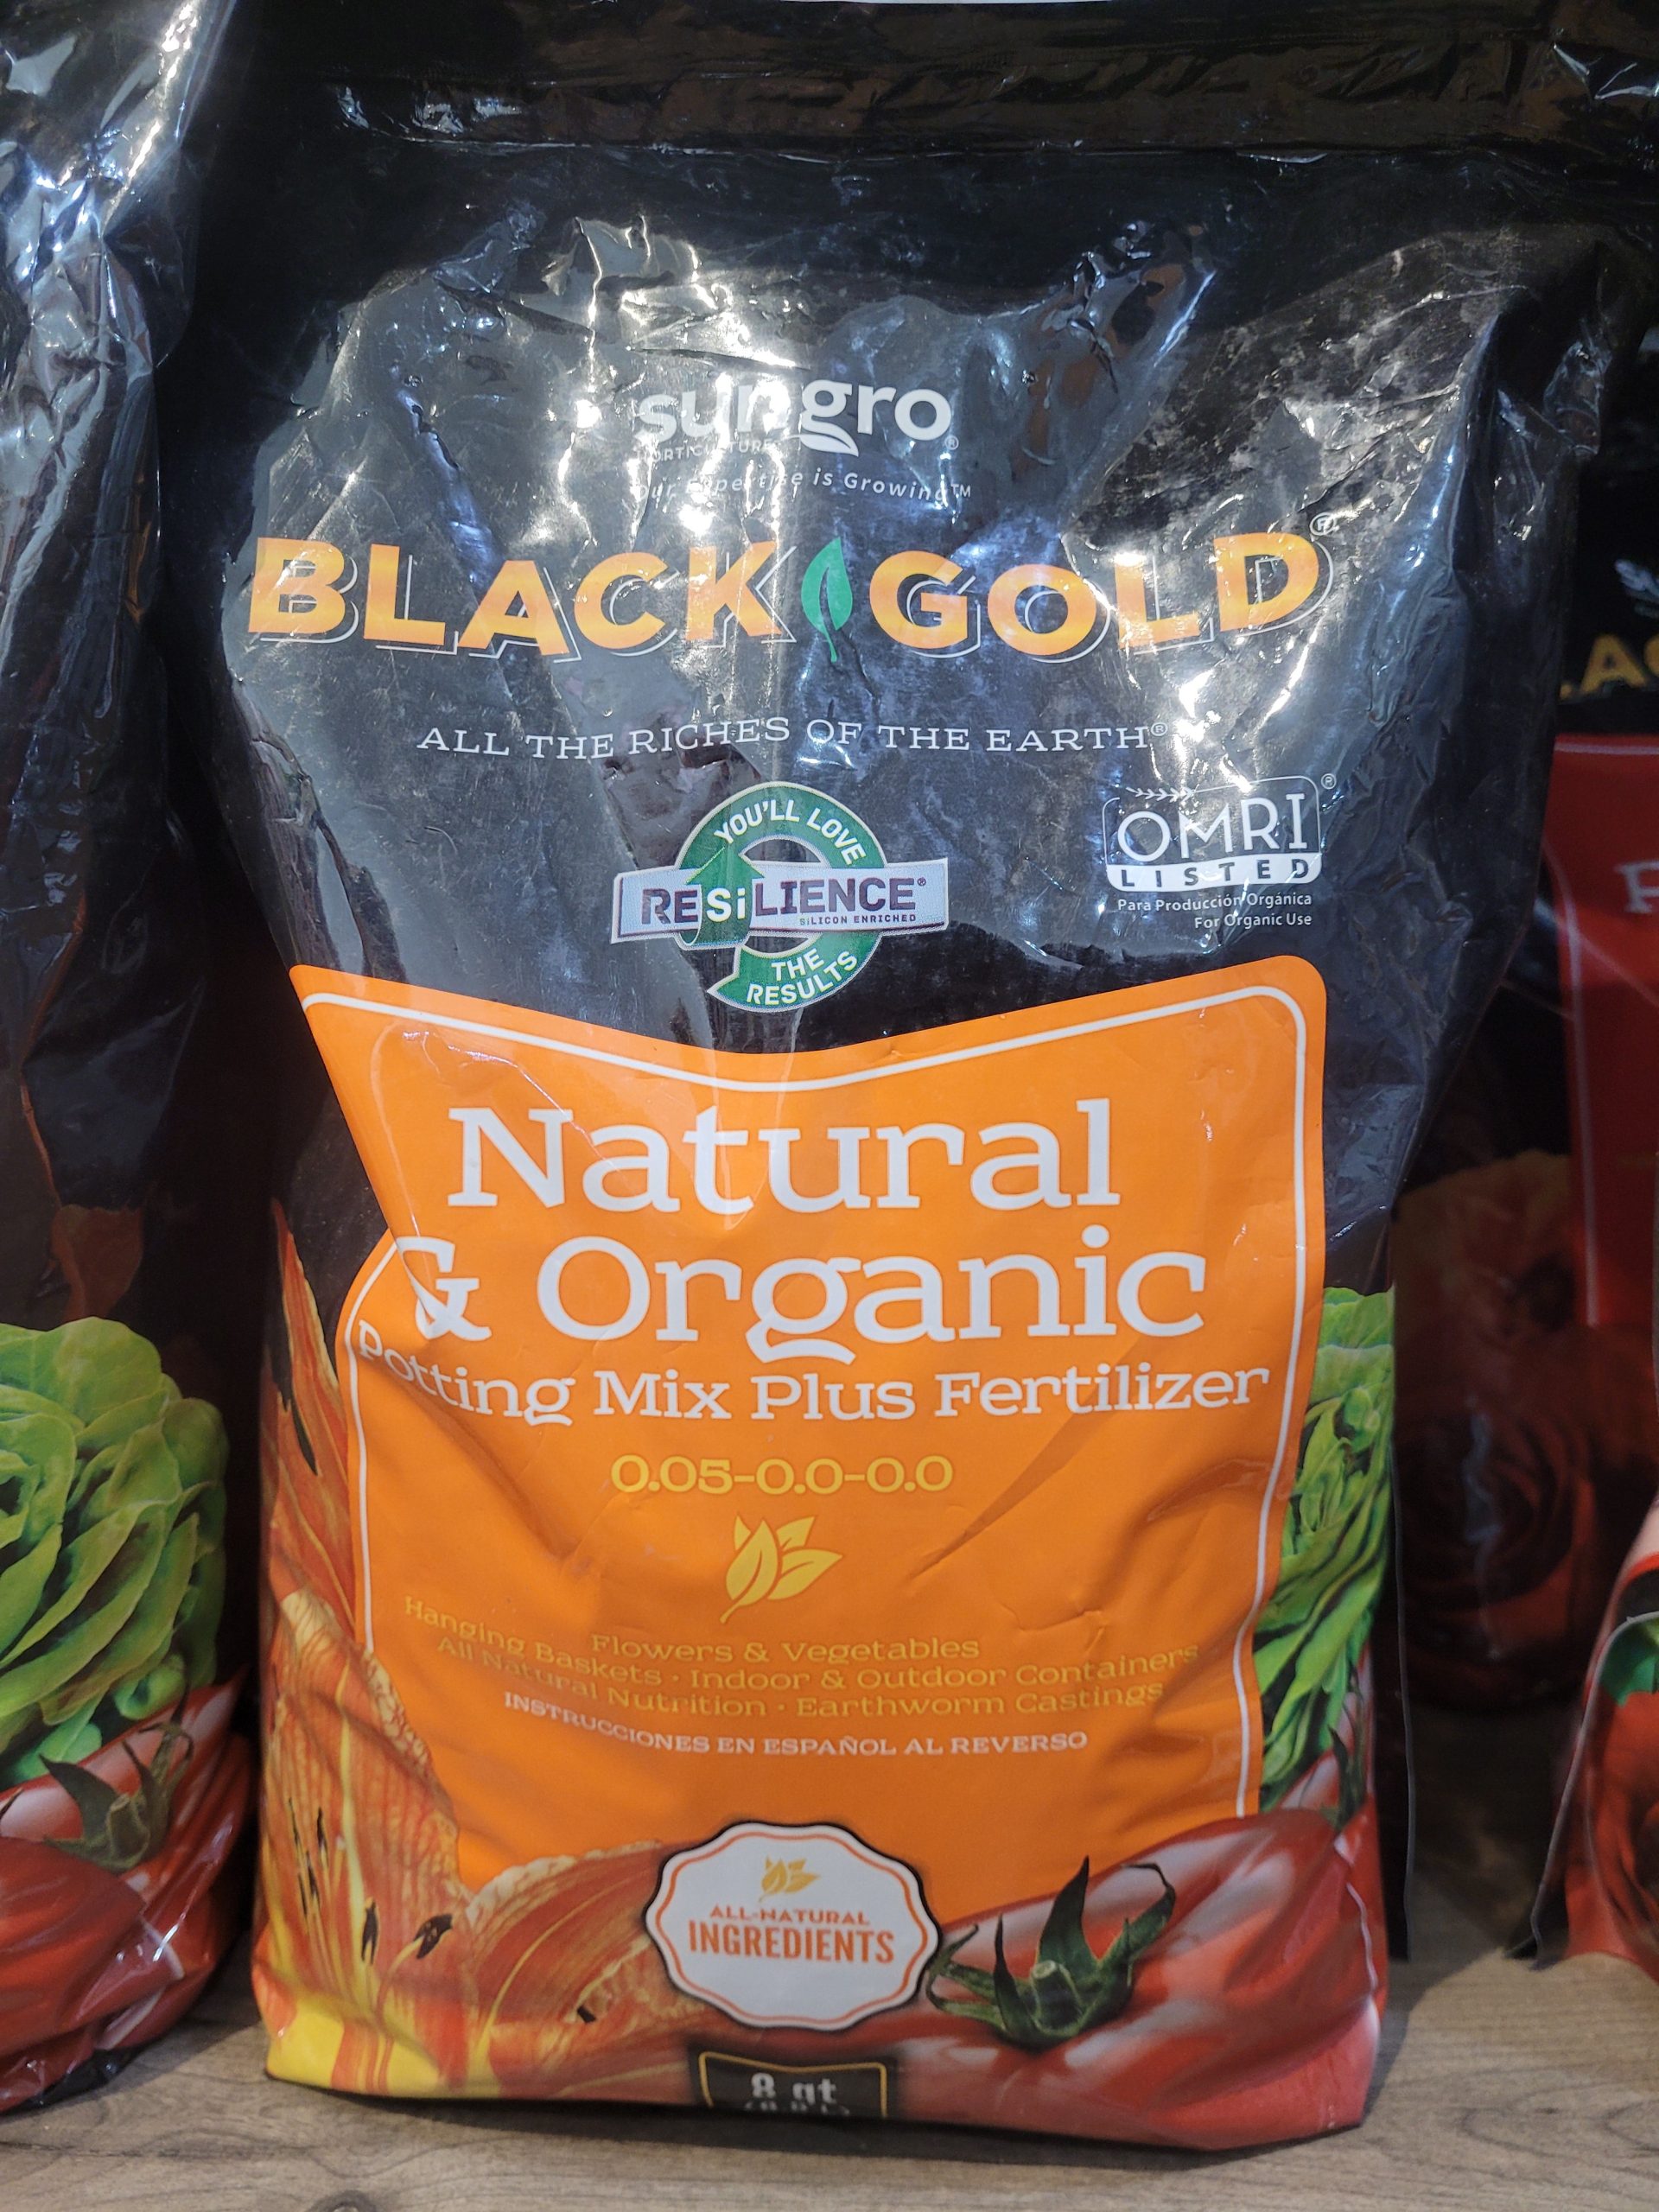 sungro®
HORTICULTURE
Our Expertise is Growing™
BLACK GOLD®
ALL THE RICHES OF THE EARTH®
YOU'LL LOVE
RESiLIENCE®
SiLICON ENRICHED
THE
RESULTS
OMRI®
LISTED
Para Producción Orgánica
For Organic Use
Natural
& Organic
Potting Mix Plus Fertilizer
0.05-0.0-0.0
Flowers & Vegetables
Hanging Baskets • Indoor & Outdoor Containers
All Natural Nutrition • Earthworm Castings
INSTRUCCIONES EN ESPAÑOL AL REVERSO
ALL-NATURAL
INGREDIENTS
8 qt